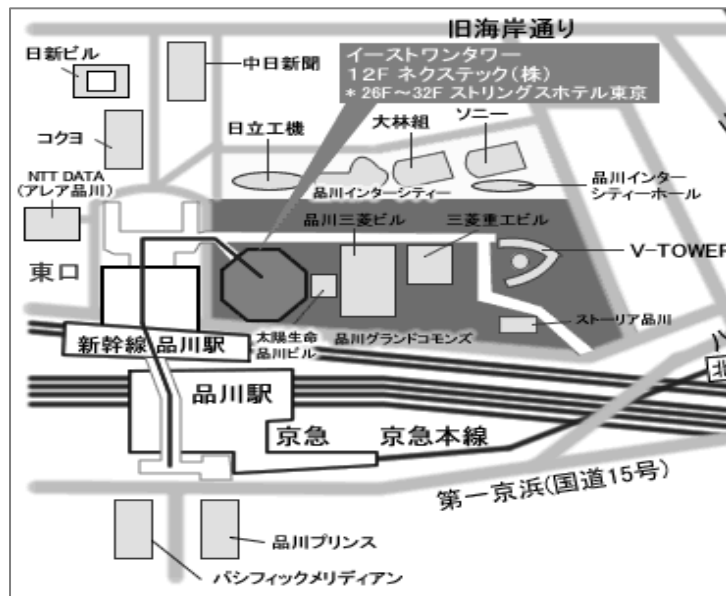 旧海岸通り
日新ビル
中日新聞
イーストワンタワー
12F ネクステック(株)
* 26F～32F ストリングスホテル東京
コクヨ
日立工機
大林組
ソニー
NTT DATA
(アレア品川)
品川インターシティー
品川インター
シティーホール
品川三菱ビル
三菱重工ビル
V-TOWER
東口
太陽生命
品川ビル
品川グランドコモンズ
ストーリア品川
新幹線 品川駅
品川駅
京急
京急本線
北
第一京浜(国道15号)
品川プリンス
パシフィックメリディアン